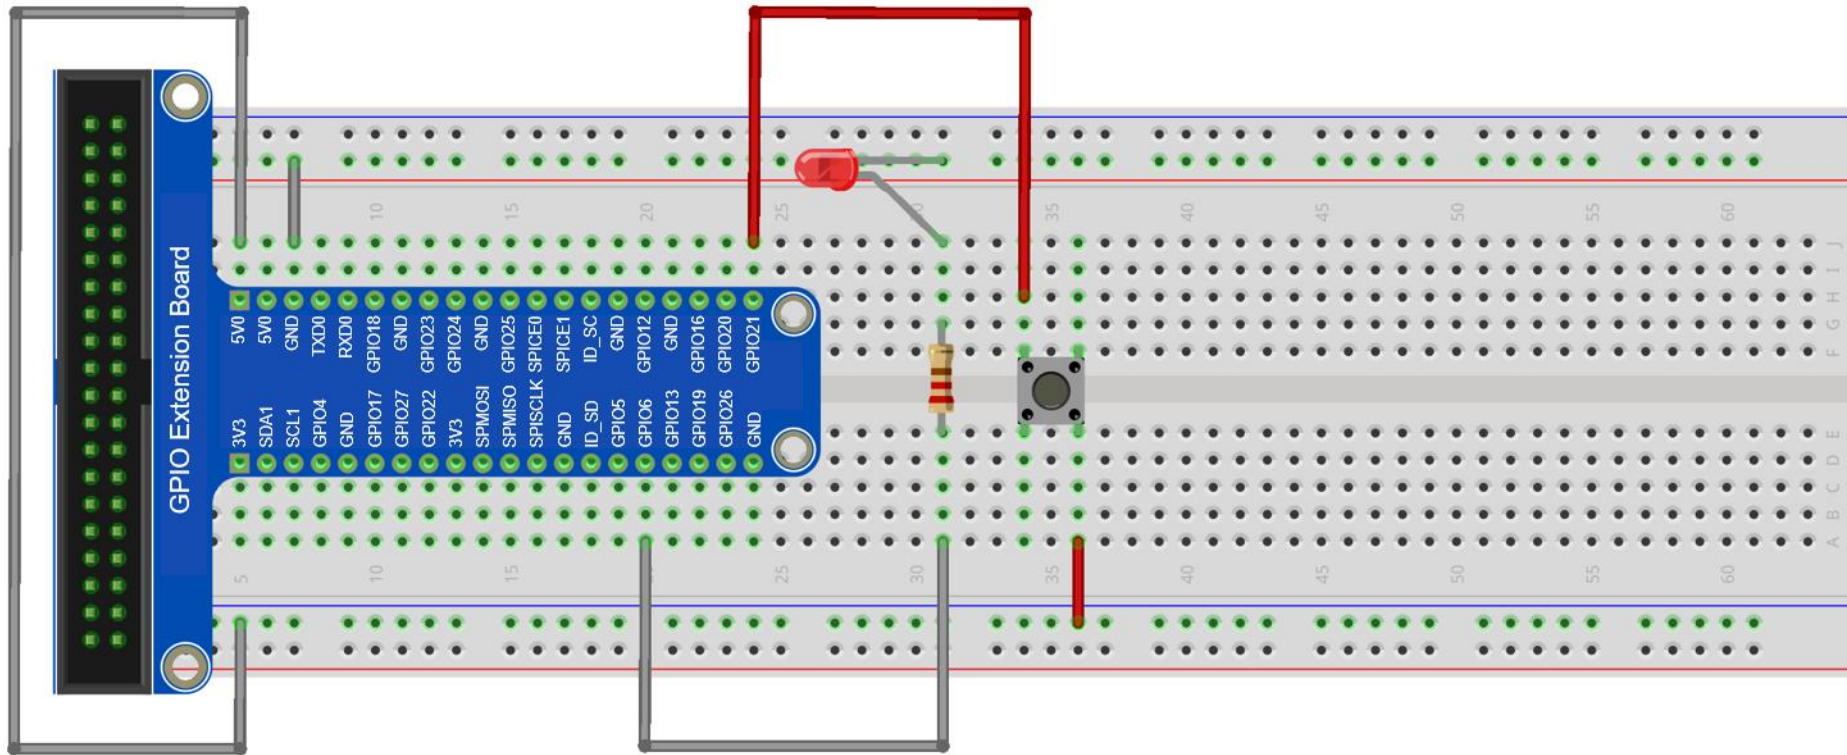 10 15 20 25 30 35 40 45 50 55 60
J
I
H
G
F
GPIO Extension Board
5V0 5V0 GND TXD0 RXD0 GPIO18 GND GPIO23 GPIO24 GND GPIO25 SPICE0 SPICE1 ID_SC GND GPIO12 GND GPIO16 GPIO20 GPIO21
3V3 SDA1 SCL1 GPIO4 GND GPIO17 GPIO27 GPIO22 3V3 SPMOSI SPMISO SPISCLK GND ID_SD GPIO5 GPIO6 GPIO13 GPIO19 GPIO26 GND
E
D
C
B
A
5 10 15 25 30 35 40 45 50 55 60